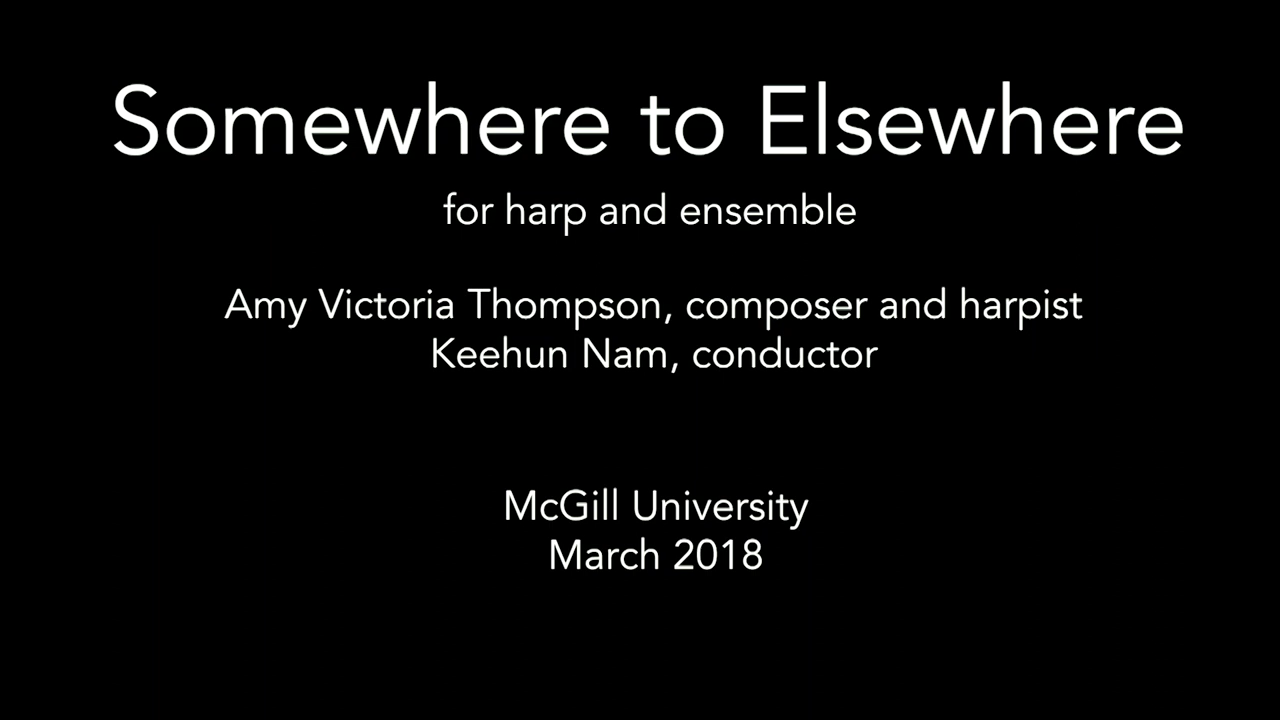 Somewhere to Elsewhere
for harp and ensemble
Amy Victoria Thompson, composer and harpist
Keehun Nam, conductor
McGill University
March 2018